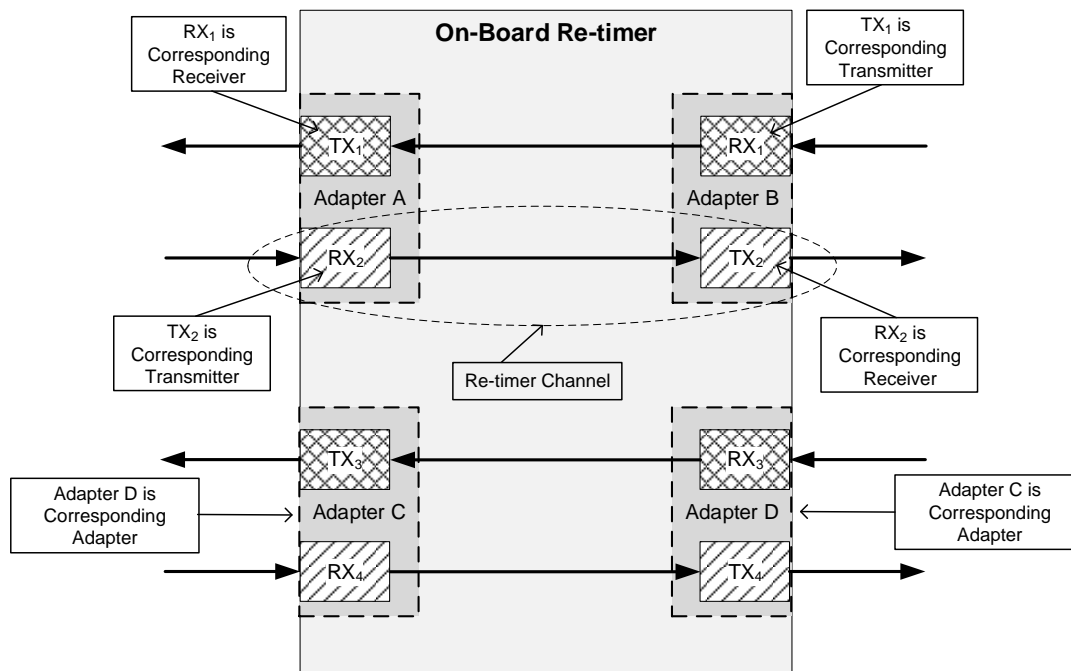 On-Board Re-timer
RX₁ is
Corresponding
Receiver
TX₁ is
Corresponding
Transmitter
TX₁
RX₁
Adapter A
Adapter B
RX₂
TX₂
TX₂ is
Corresponding
Transmitter
Re-timer Channel
RX₂ is
Corresponding
Receiver
TX₃
RX₃
Adapter D is
Corresponding
Adapter
Adapter C
Adapter D
Adapter C is
Corresponding
Adapter
RX₄
TX₄